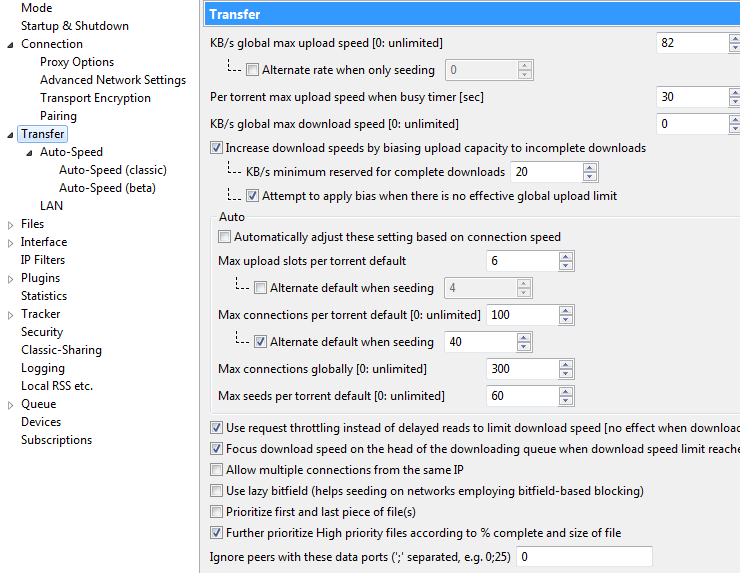 Mode
Startup & Shutdown
Connection
Proxy Options
Advanced Network Settings
Transport Encryption
Pairing
Transfer
Auto-Speed
Auto-Speed (classic)
Auto-Speed (beta)
LAN
Files
Interface
IP Filters
Plugins
Statistics
Tracker
Security
Classic-Sharing
Logging
Local RSS etc.
Queue
Devices
Subscriptions
Transfer
KB/s global max upload speed [0: unlimited] 82
Alternate rate when only seeding 0
Per torrent max upload speed when busy timer [sec] 30
KB/s global max download speed [0: unlimited] 0
Increase download speeds by biasing upload capacity to incomplete downloads
KB/s minimum reserved for complete downloads 20
Attempt to apply bias when there is no effective global upload limit
Auto
Automatically adjust these setting based on connection speed
Max upload slots per torrent default 6
Alternate default when seeding 4
Max connections per torrent default [0: unlimited] 100
Alternate default when seeding 40
Max connections globally [0: unlimited] 300
Max seeds per torrent default [0: unlimited] 60
Use request throttling instead of delayed reads to limit download speed [no effect when download
Focus download speed on the head of the downloading queue when download speed limit reache
Allow multiple connections from the same IP
Use lazy bitfield (helps seeding on networks employing bitfield-based blocking)
Prioritize first and last piece of file(s)
Further prioritize High priority files according to % complete and size of file
Ignore peers with these data ports (';' separated, e.g. 0;25) 0